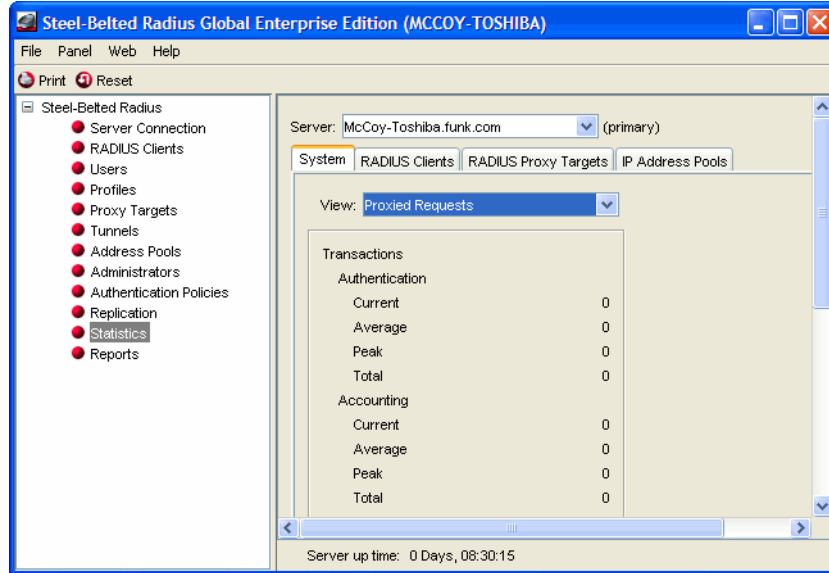 Steel-Belted Radius Global Enterprise Edition (MCCOY-TOSHIBA)
File Panel Web Help
Print Reset
Steel-Belted Radius
Server Connection
RADIUS Clients
Users
Profiles
Proxy Targets
Tunnels
Address Pools
Administrators
Authentication Policies
Replication
Statistics
Reports
Server: McCoy-Toshiba.funk.com (primary)
System RADIUS Clients RADIUS Proxy Targets IP Address Pools
View: Proxied Requests
Transactions
Authentication
Current 0
Average 0
Peak 0
Total 0
Accounting
Current 0
Average 0
Peak 0
Total 0
Server up time: 0 Days, 08:30:15